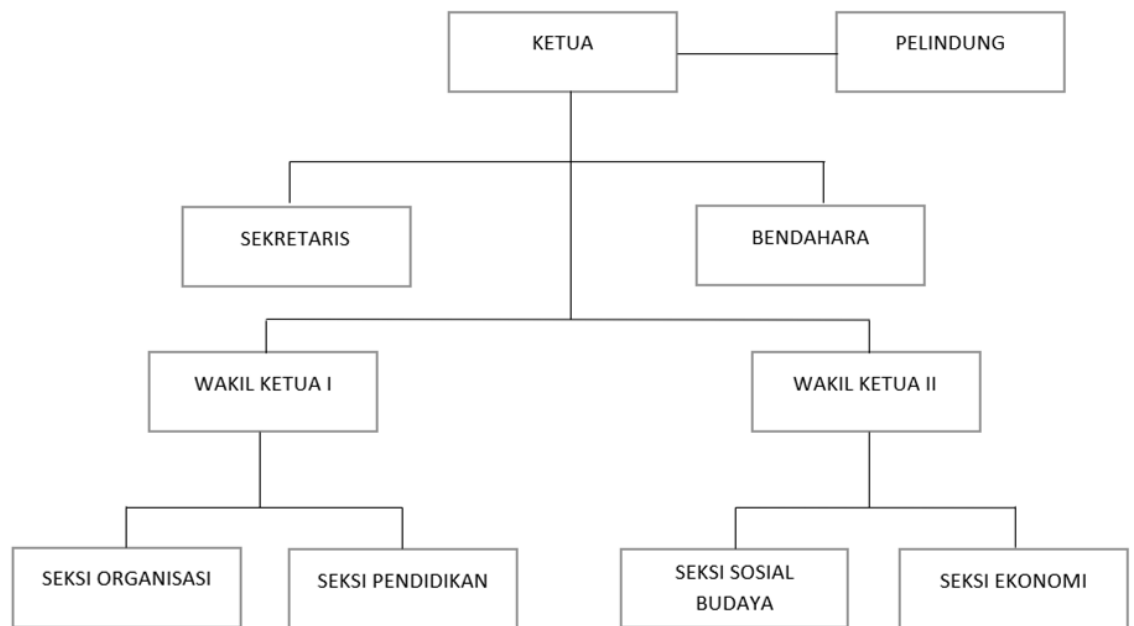 KETUA
PELINDUNG
SEKRETARIS
BENDAHARA
WAKIL KETUA I
WAKIL KETUA II
SEKSI ORGANISASI
SEKSI PENDIDIKAN
SEKSI SOSIAL
BUDAYA
SEKSI EKONOMI